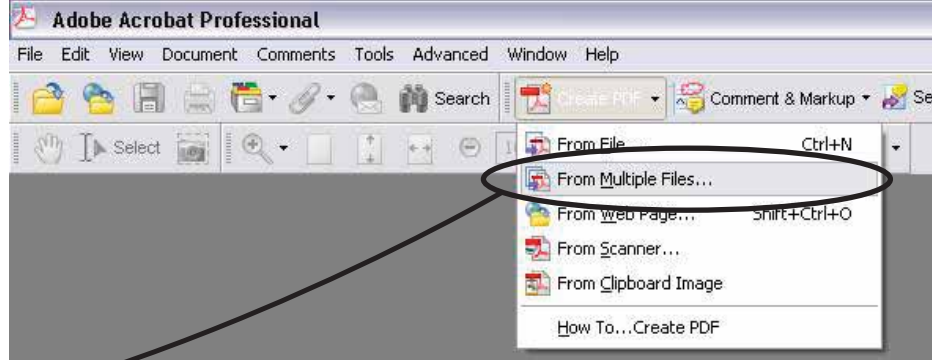 Adobe Acrobat Professional
File Edit View Document Comments Tools Advanced Window Help
Search Create PDF Comment & Markup Se
Select
From File Ctrl+N
From Multiple Files...
From Web Page... Shift+Ctrl+O
From Scanner...
From Clipboard Image
How To...Create PDF